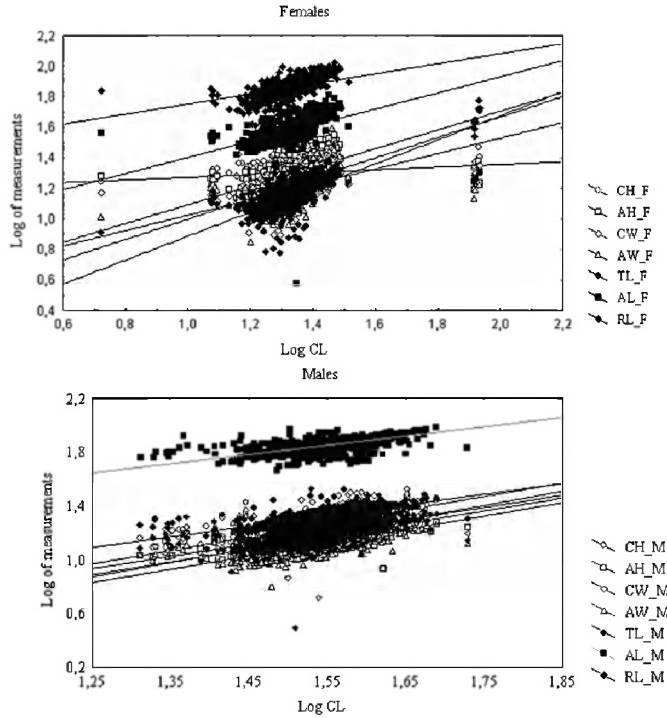 Females
2,2
2,0
1,8
1,6
1,4
1,2
1,0
0,8
0,6
0,4
Log of measurements
0,6 0,8 1,0 1,2 1,4 1,6 1,8 2,0 2,2
Log CL
CH_F
AH_F
CW_F
AW_F
TL_F
AL_F
RL_F
Males
2,2
1,8
1,4
1,0
0,6
0,2
Log of measurements
1,25 1,35 1,45 1,55 1,65 1,75 1,85
Log CL
CH_M
AH_M
CW_M
AW_M
TL_M
AL_M
RL_M